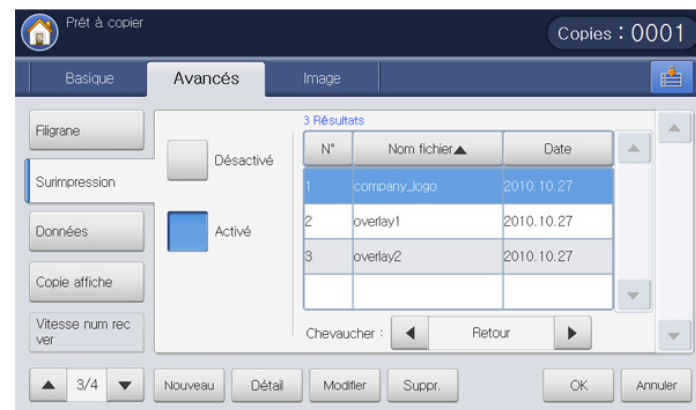 Prêt à copier
Copies : 0001
Basique
Avancés
Image
Filigrane
Surimpression
Données
Copie affiche
Vitesse num rec
ver
3/4
Désactivé
Activé
3 Résultats
N° Nom fichier▲ Date
1 company_logo 2010.10.27
2 overlay1 2010.10.27
3 overlay2 2010.10.27
Chevaucher : ◀ Retour ▶
Nouveau
Détail
Modifier
Suppr.
OK
Annuler